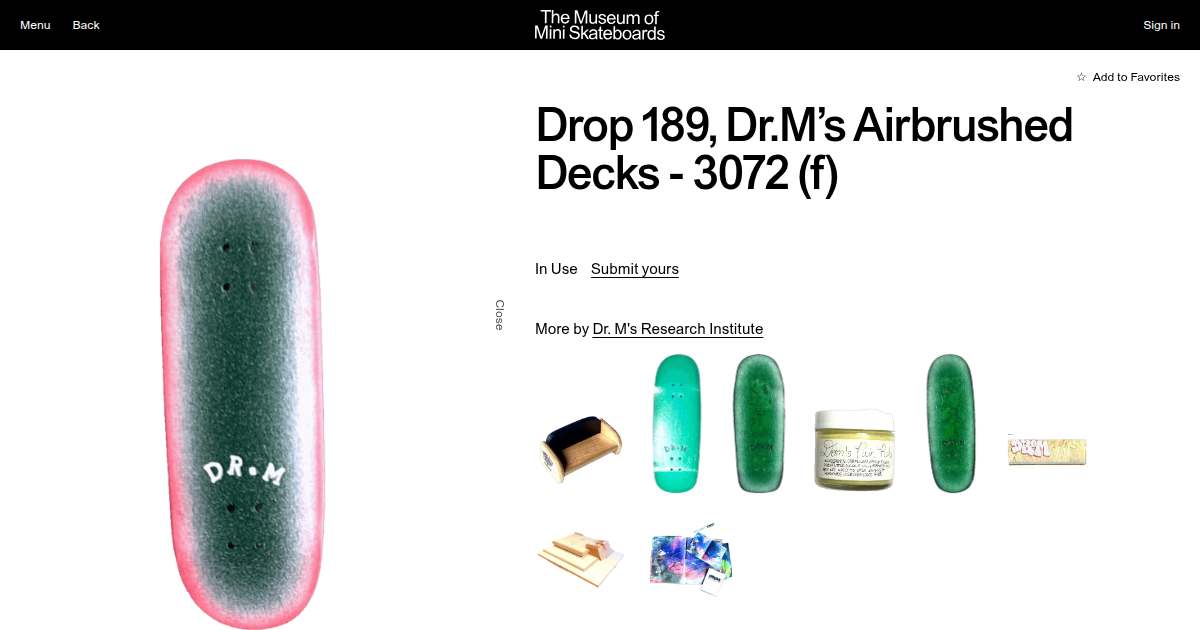 Menu
Back
The Museum of
Mini Skateboards
Sign in
☆ Add to Favorites
Drop 189, Dr.M’s Airbrushed
Decks - 3072 (f)
In Use
Submit yours
Close
More by Dr. M's Research Institute
DR.M
DR.M